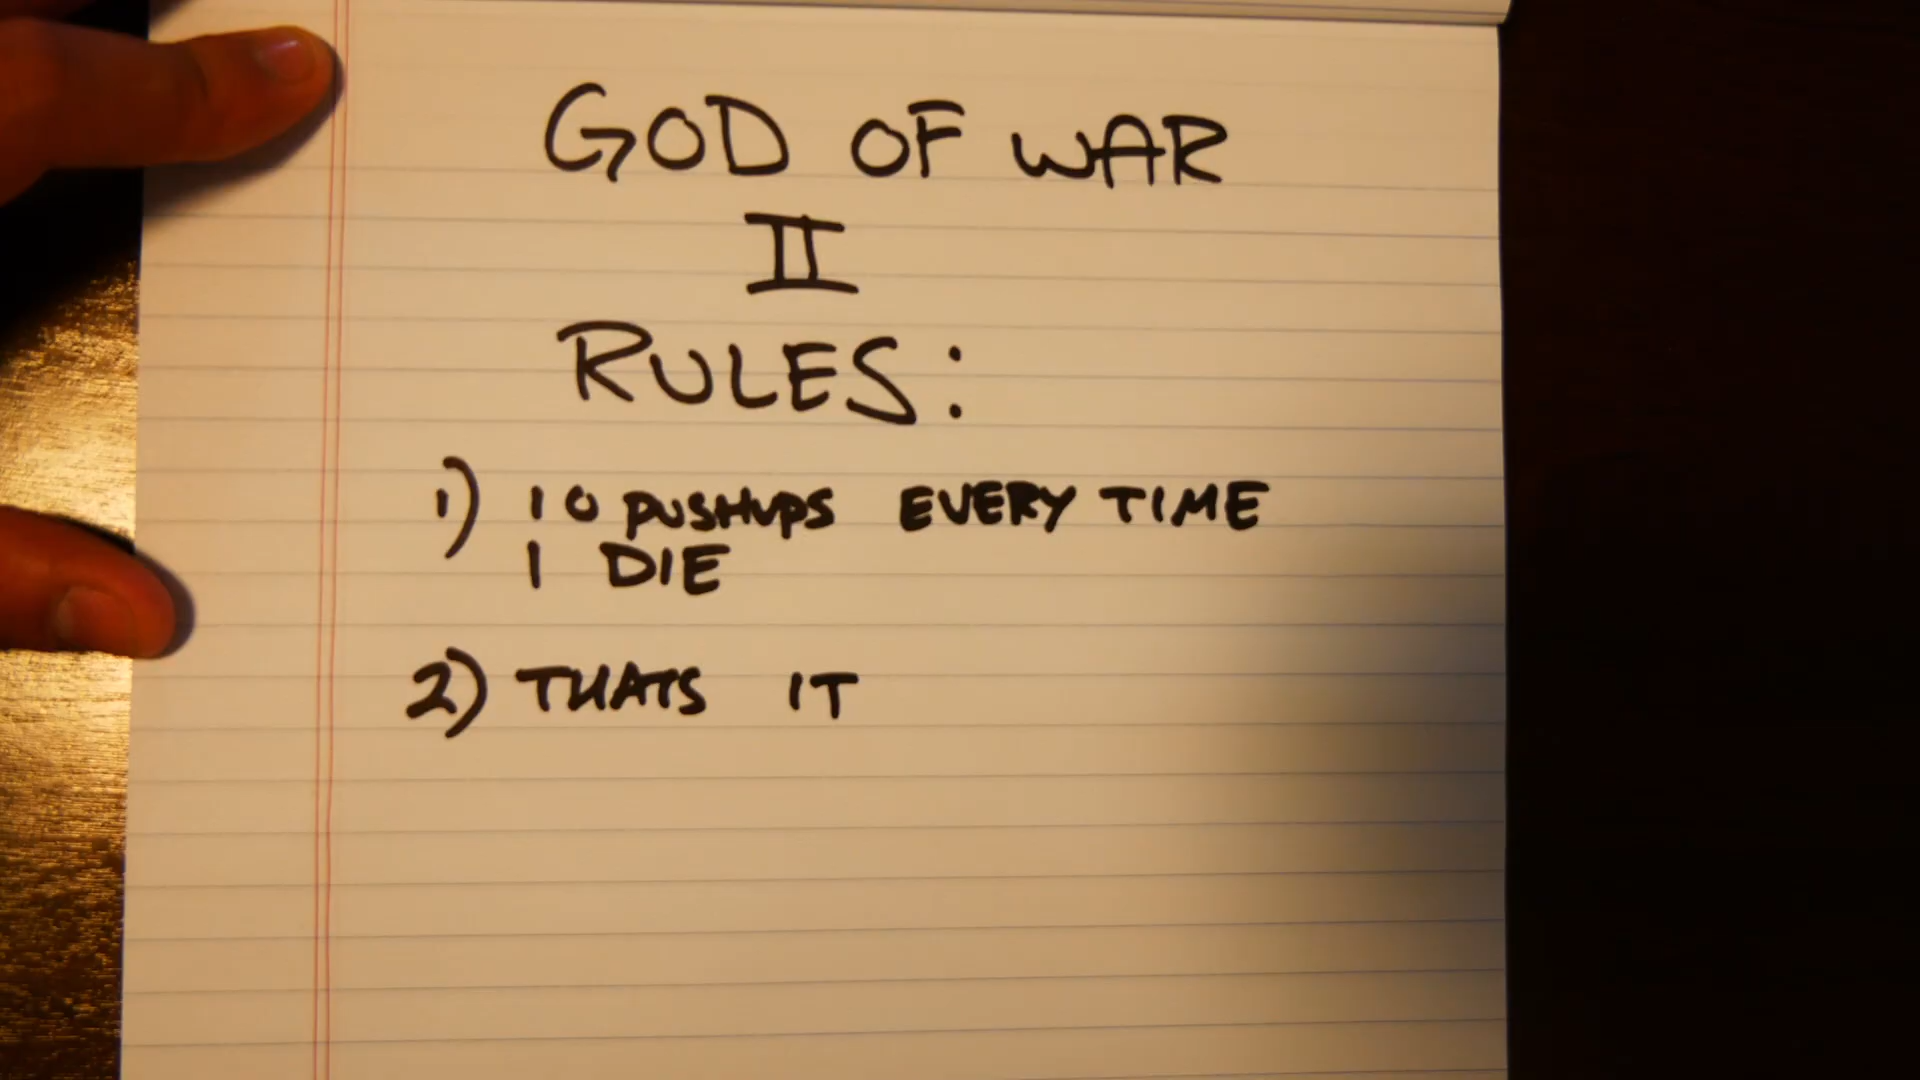 GOD OF WAR
II
RULES:
1) 10 PUSHUPS EVERY TIME
I DIE
2) THATS IT